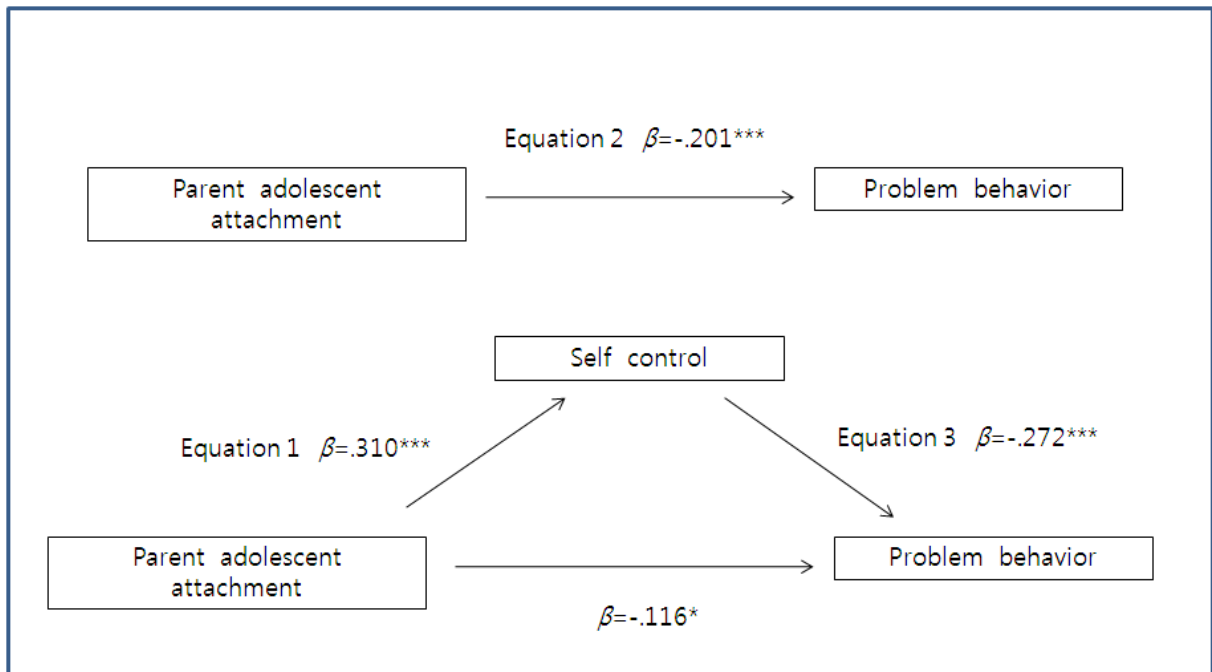 Equation 2 β=-.201***
Parent adolescent
attachment
Problem behavior
Self control
Equation 1 β=.310***
Equation 3 β=-.272***
Parent adolescent
attachment
Problem behavior
β=-.116*